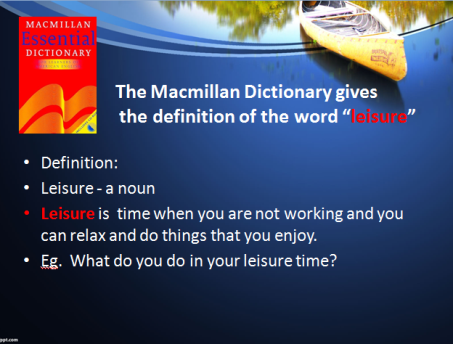 MACMILLAN
Essential
DICTIONARY
The Macmillan Dictionary gives
the definition of the word “leisure”
• Definition:
• Leisure - a noun
• Leisure is time when you are not working and you
can relax and do things that you enjoy.
• Eg. What do you do in your leisure time?
ppt.com